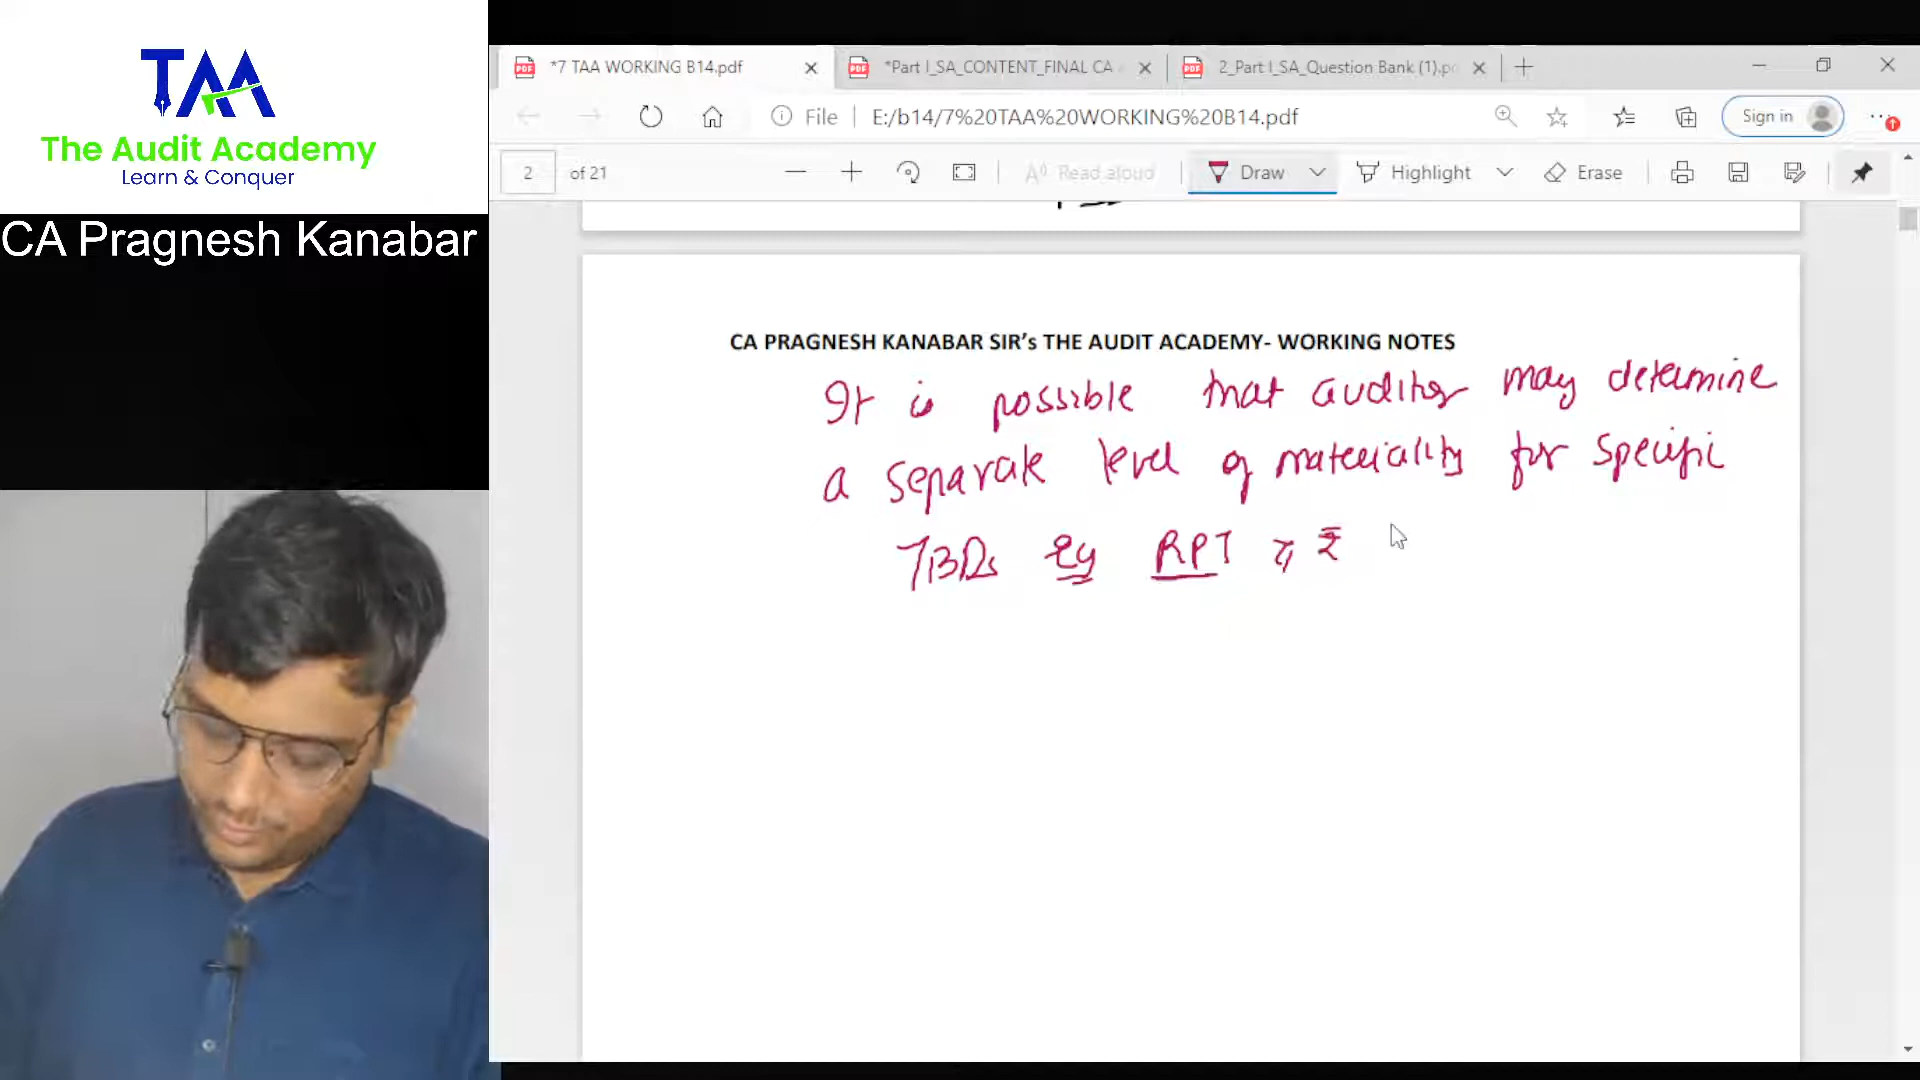 TAA
The Audit Academy
Learn & Conquer
CA Pragnesh Kanabar
*7 TAA WORKING B14.pdf
*Part I_SA_CONTENT_FINAL CA
2_Part I_SA_Question Bank (1).p
File
E:/b14/7%20TAA%20WORKING%20B14.pdf
Sign in
2 of 21
Read aloud
Draw
Highlight
Erase
CA PRAGNESH KANABAR SIR's THE AUDIT ACADEMY- WORKING NOTES
It is possible that auditor may determine
a separate level of materiality for specific
TBDs Eg RPT ₹